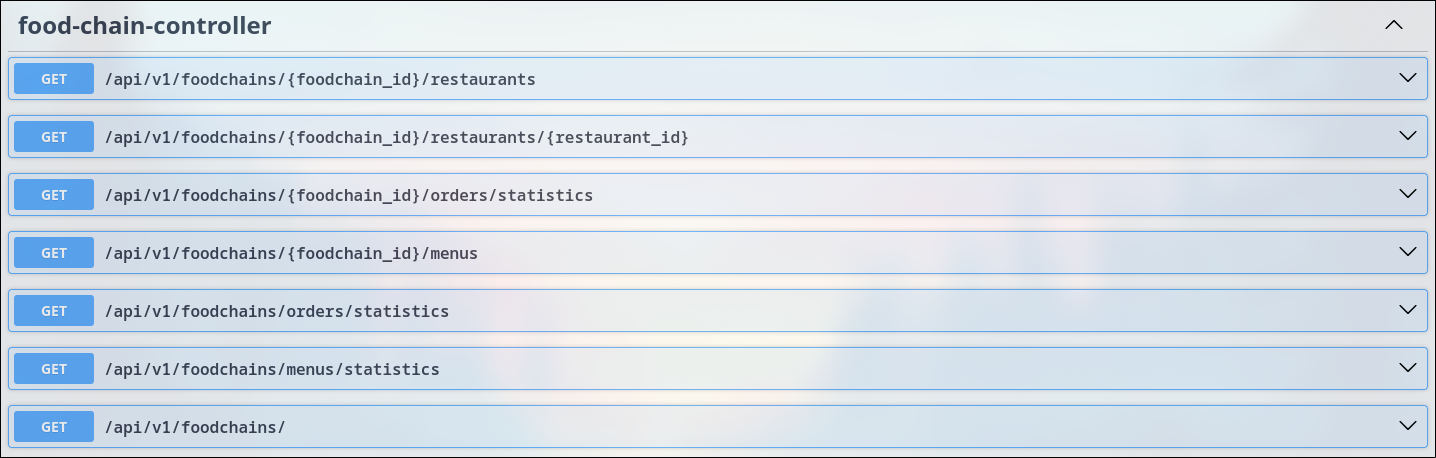 food-chain-controller
GET /api/v1/foodchains/{foodchain_id}/restaurants
GET /api/v1/foodchains/{foodchain_id}/restaurants/{restaurant_id}
GET /api/v1/foodchains/{foodchain_id}/orders/statistics
GET /api/v1/foodchains/{foodchain_id}/menus
GET /api/v1/foodchains/orders/statistics
GET /api/v1/foodchains/menus/statistics
GET /api/v1/foodchains/